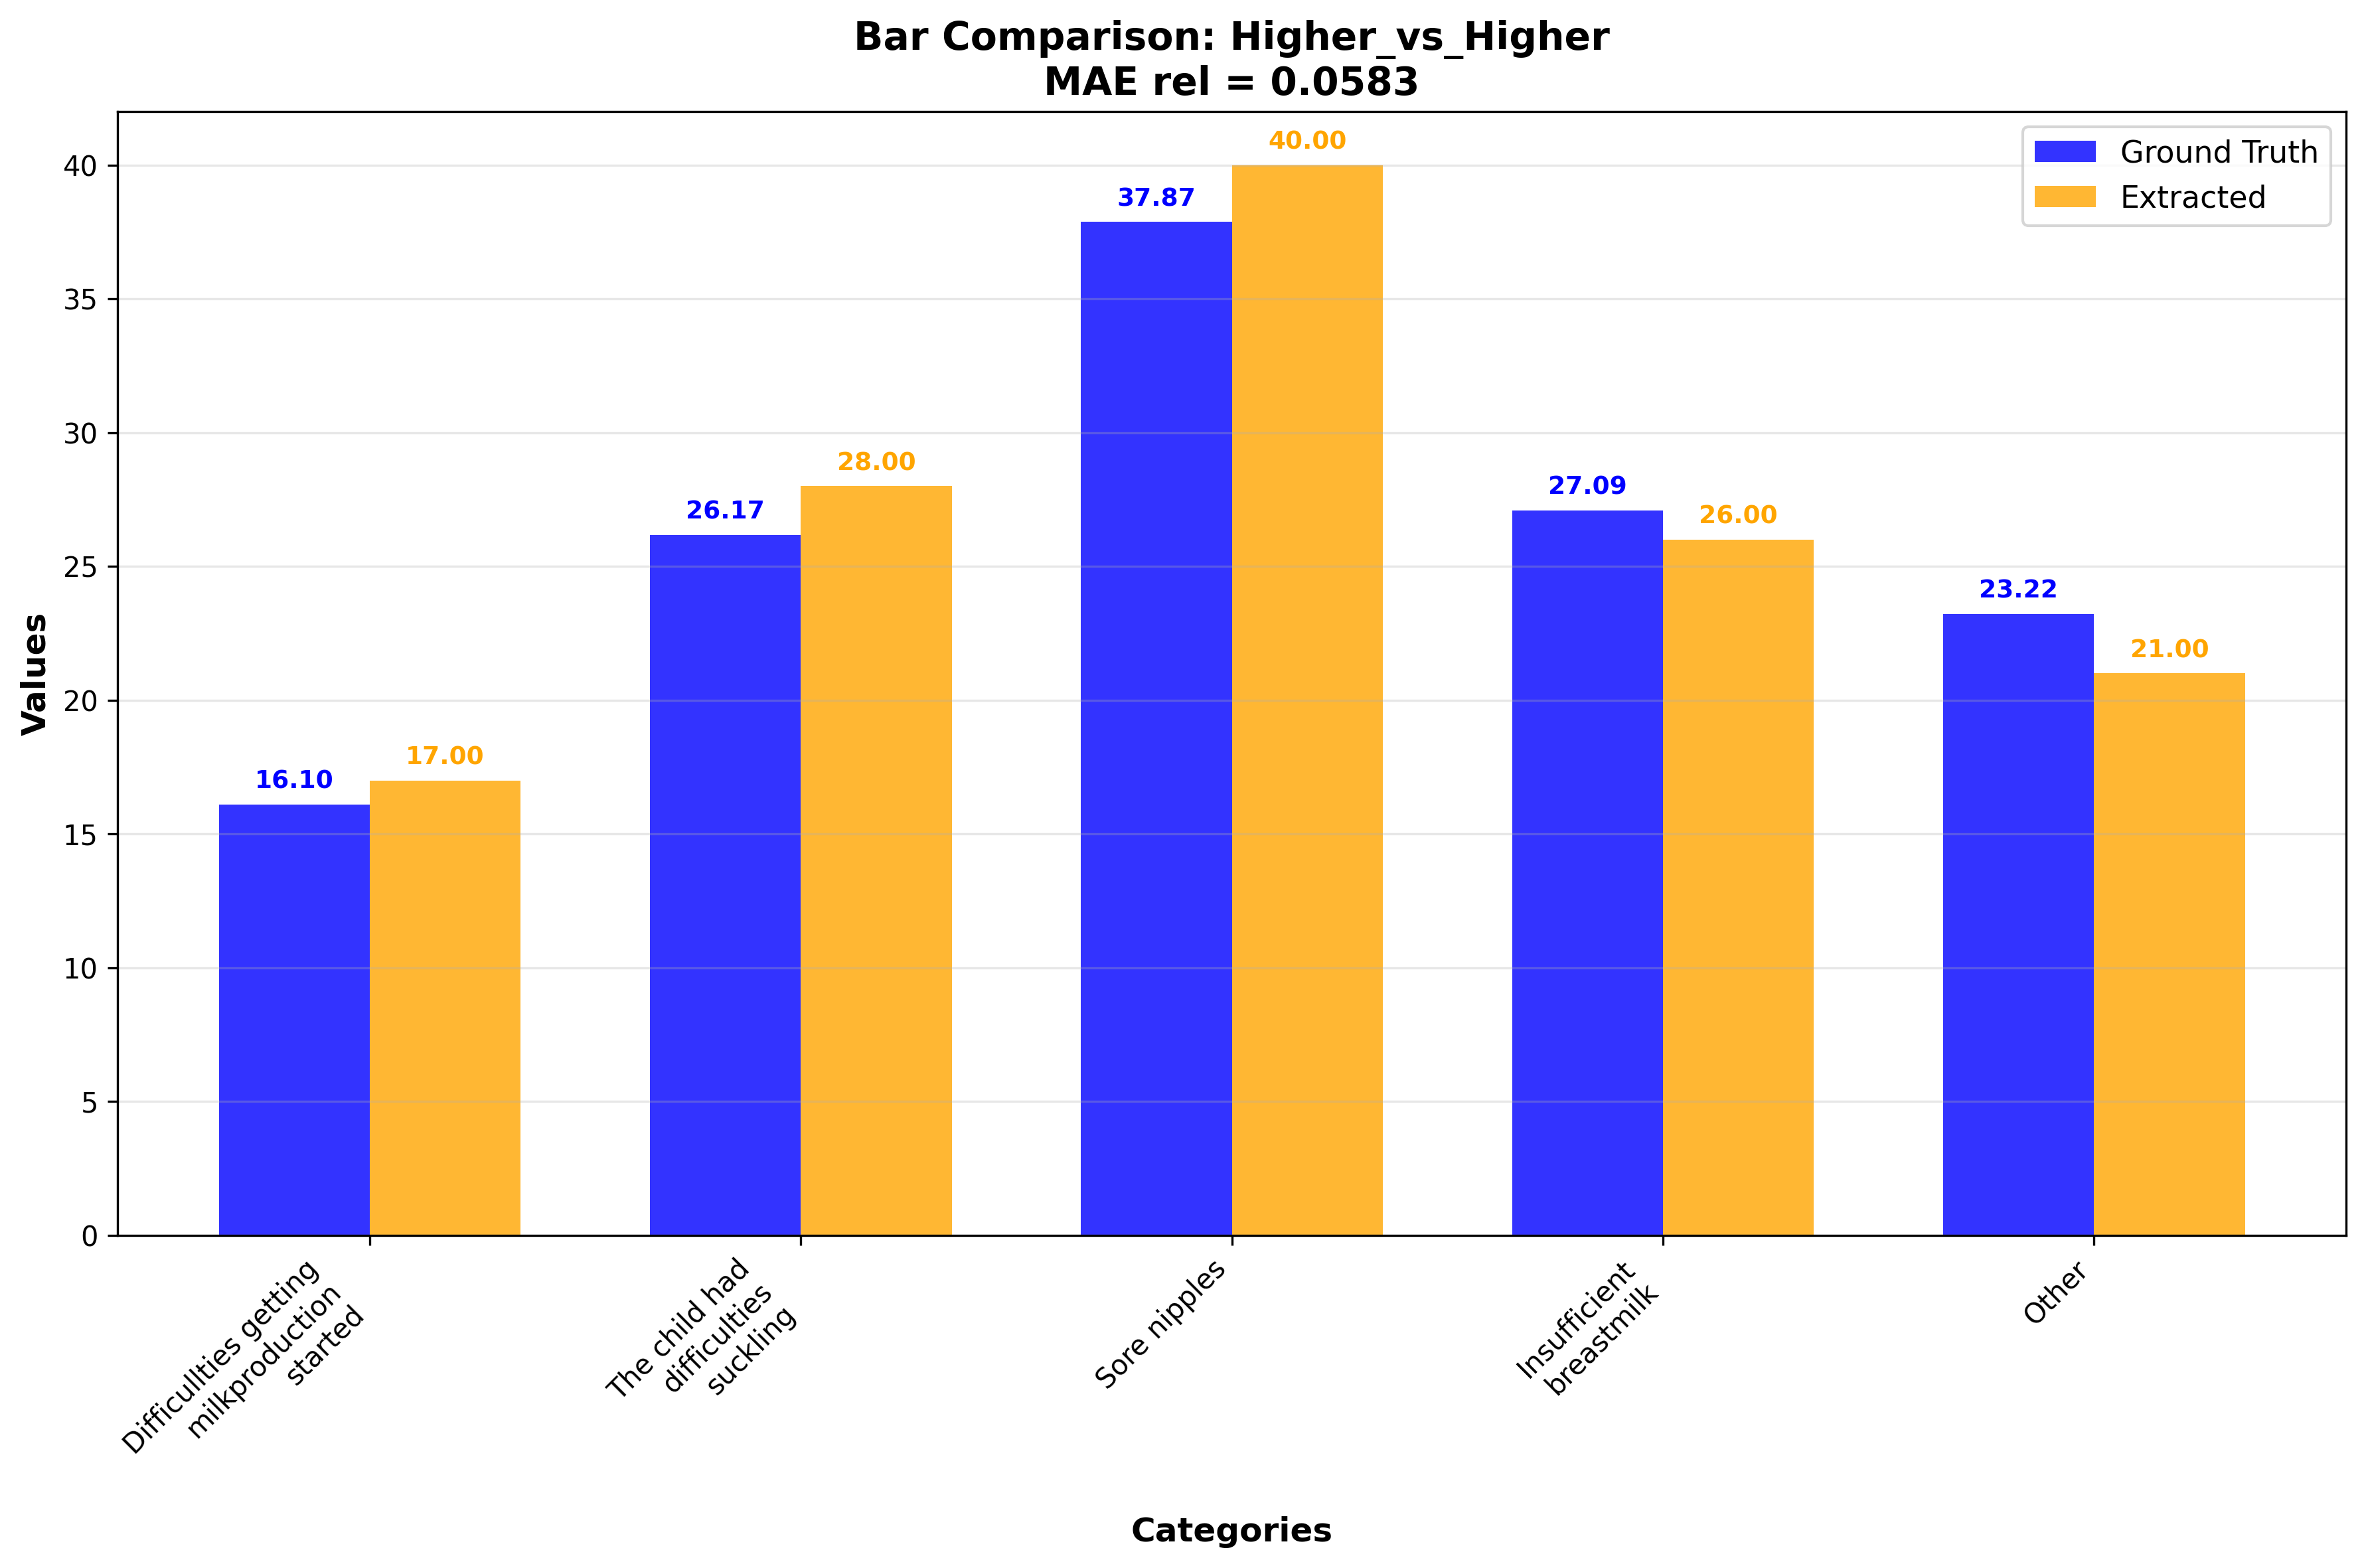 Bar Comparison: Higher_vs_Higher
MAE rel = 0.0583
Ground Truth
Extracted
Values
40
35
30
25
20
15
10
5
0
16.10
17.00
26.17
28.00
37.87
40.00
27.09
26.00
23.22
21.00
Difficullties getting
milkproduction
started
The child had
difficulties
suckling
Sore nipples
Insufficient
breastmilk
Other
Categories